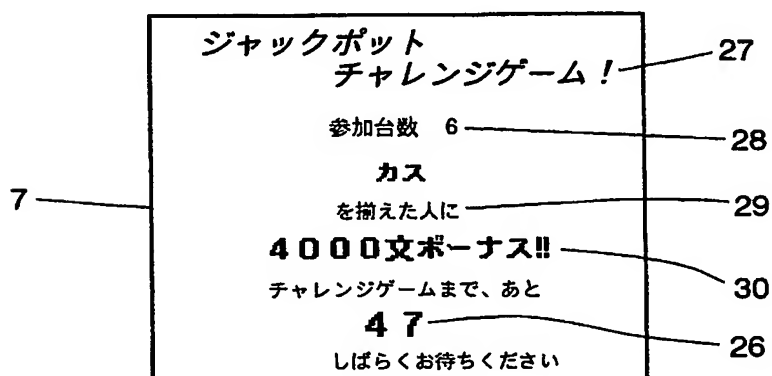 ジャックポット
チャレンジゲーム！
27
参加台数 6
28
カス
7
を揃えた人に
29
4000文ボーナス!!
30
チャレンジゲームまで、あと
47
26
しばらくお待ちください